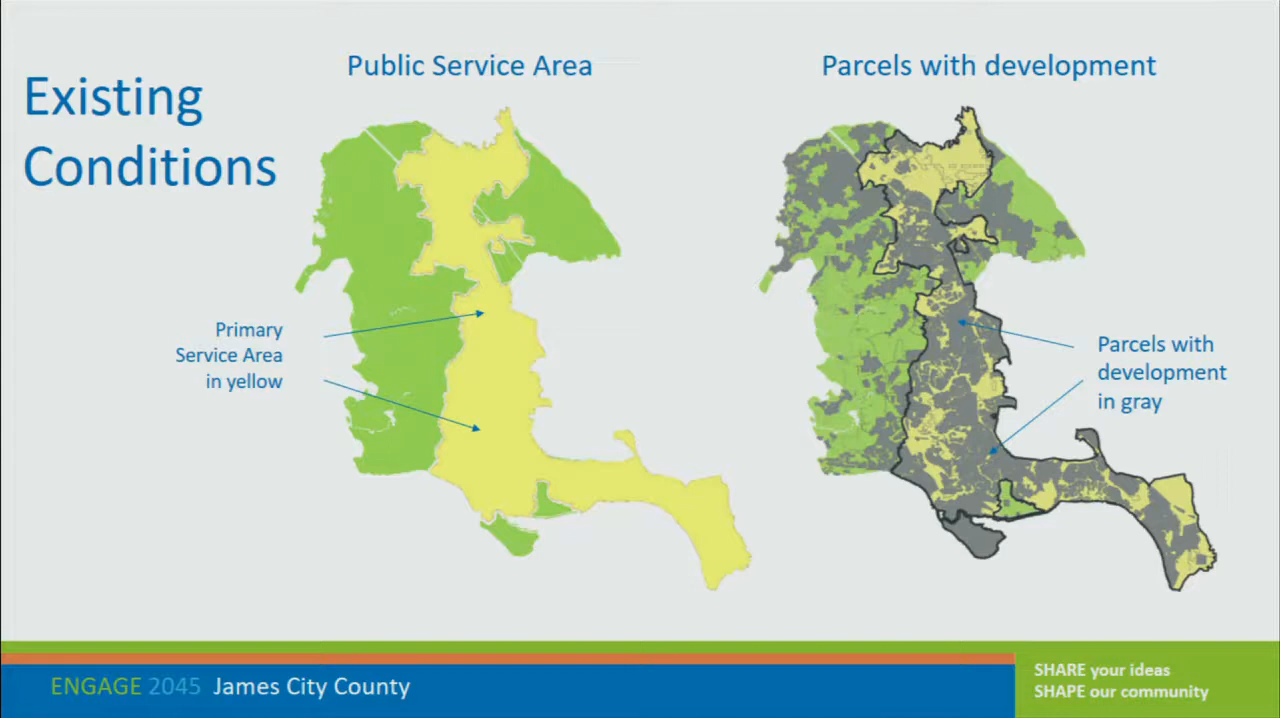 Existing
Conditions
Public Service Area
Parcels with development
Primary
Service Area
in yellow
Parcels with
development
in gray
ENGAGE 2045 James City County
SHARE your ideas
SHAPE our community